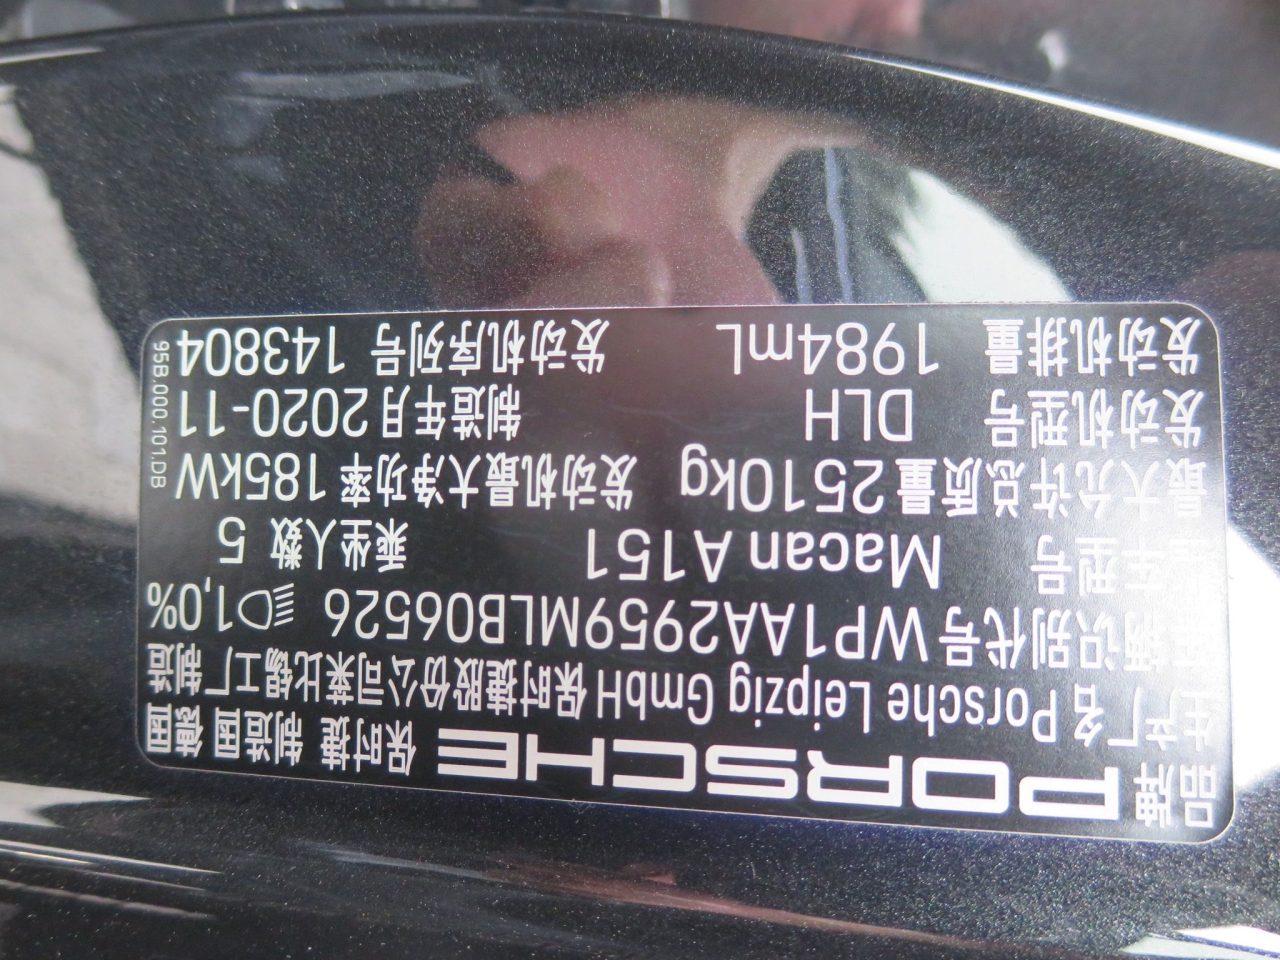 品牌 PORSCHE 保时捷 制造国 德国
生产厂名 Porsche Leipzig GmbH 保时捷股份公司莱比锡工厂制造
车辆识别代号 WP1AA2959MLB06526 1,0%
整车型号 Macan A151 乘坐人数 5
最大允许总质量 2510kg 发动机最大净功率 185kW
发动机型号 DLH 制造年月 2020-11
发动机排量 1984mL 发动机序列号 143804
95B.000.101.DB